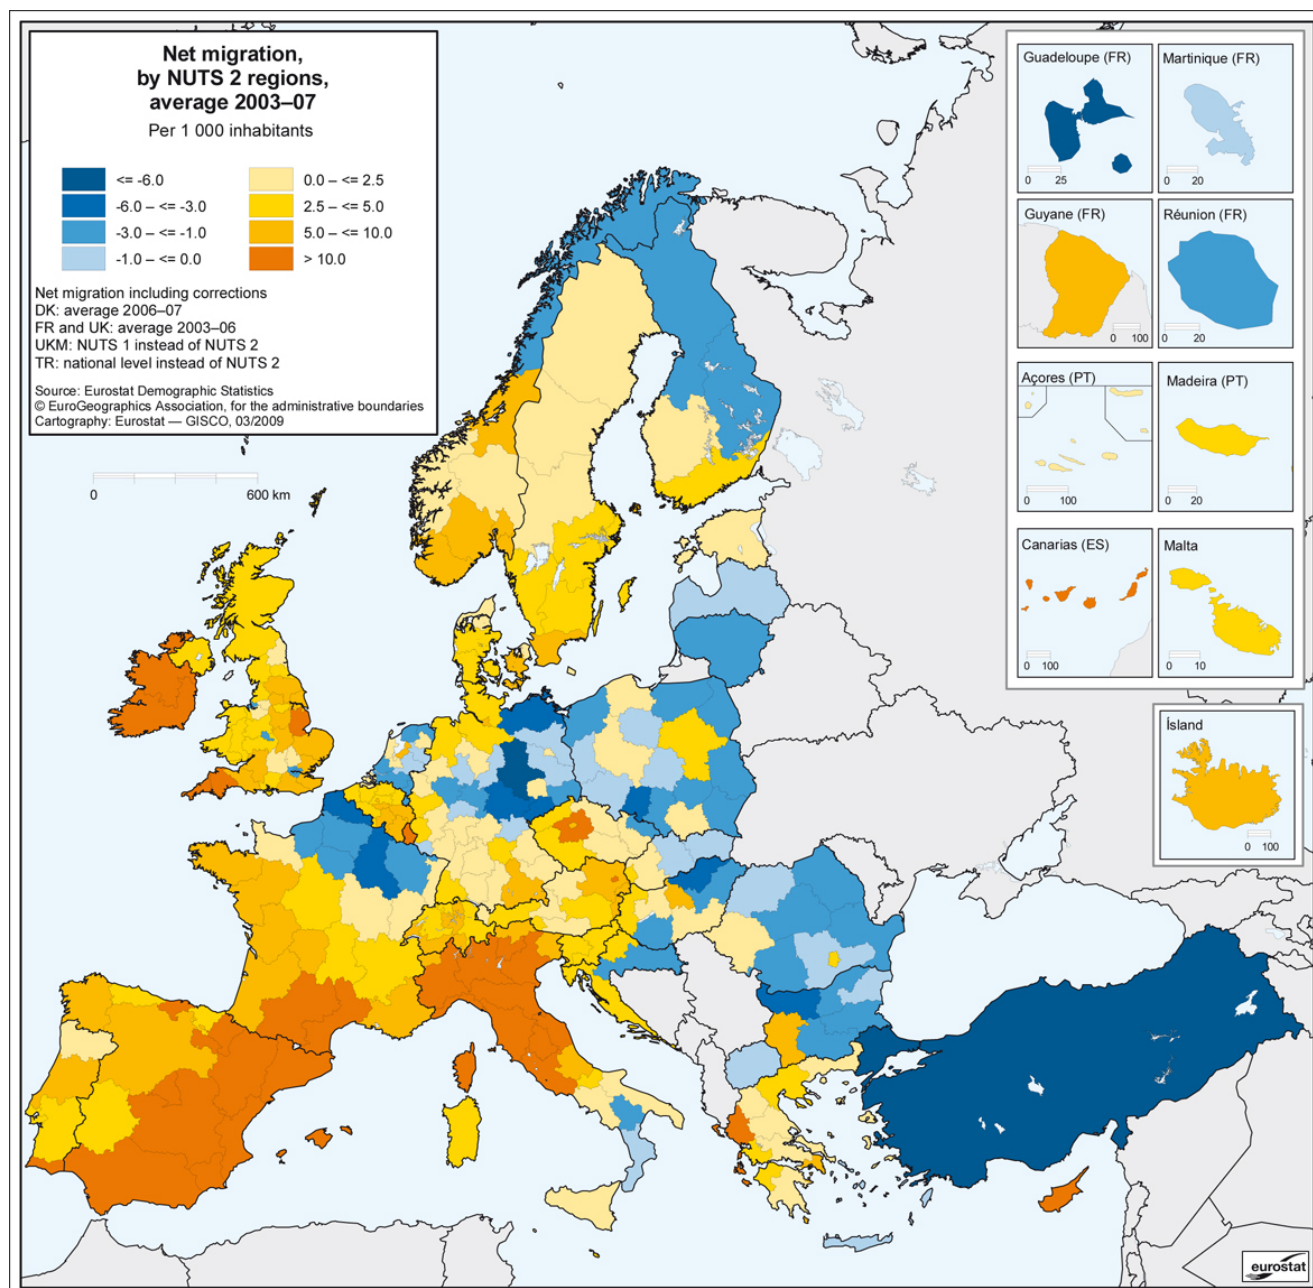 Net migration,
by NUTS 2 regions,
average 2003–07
Per 1 000 inhabitants
<= -6.0
-6.0 – <= -3.0
-3.0 – <= -1.0
-1.0 – <= 0.0
0.0 – <= 2.5
2.5 – <= 5.0
5.0 – <= 10.0
> 10.0
Net migration including corrections
DK: average 2006–07
FR and UK: average 2003–06
UKM: NUTS 1 instead of NUTS 2
TR: national level instead of NUTS 2
Source: Eurostat Demographic Statistics
© EuroGeographics Association, for the administrative boundaries
Cartography: Eurostat — GISCO, 03/2009
0 600 km
Guadeloupe (FR)
0 25
Martinique (FR)
0 20
Guyane (FR)
0 100
Réunion (FR)
0 20
Açores (PT)
0 100
Madeira (PT)
0 20
Canarias (ES)
0 100
Malta
0 10
Ísland
0 100
eurostat